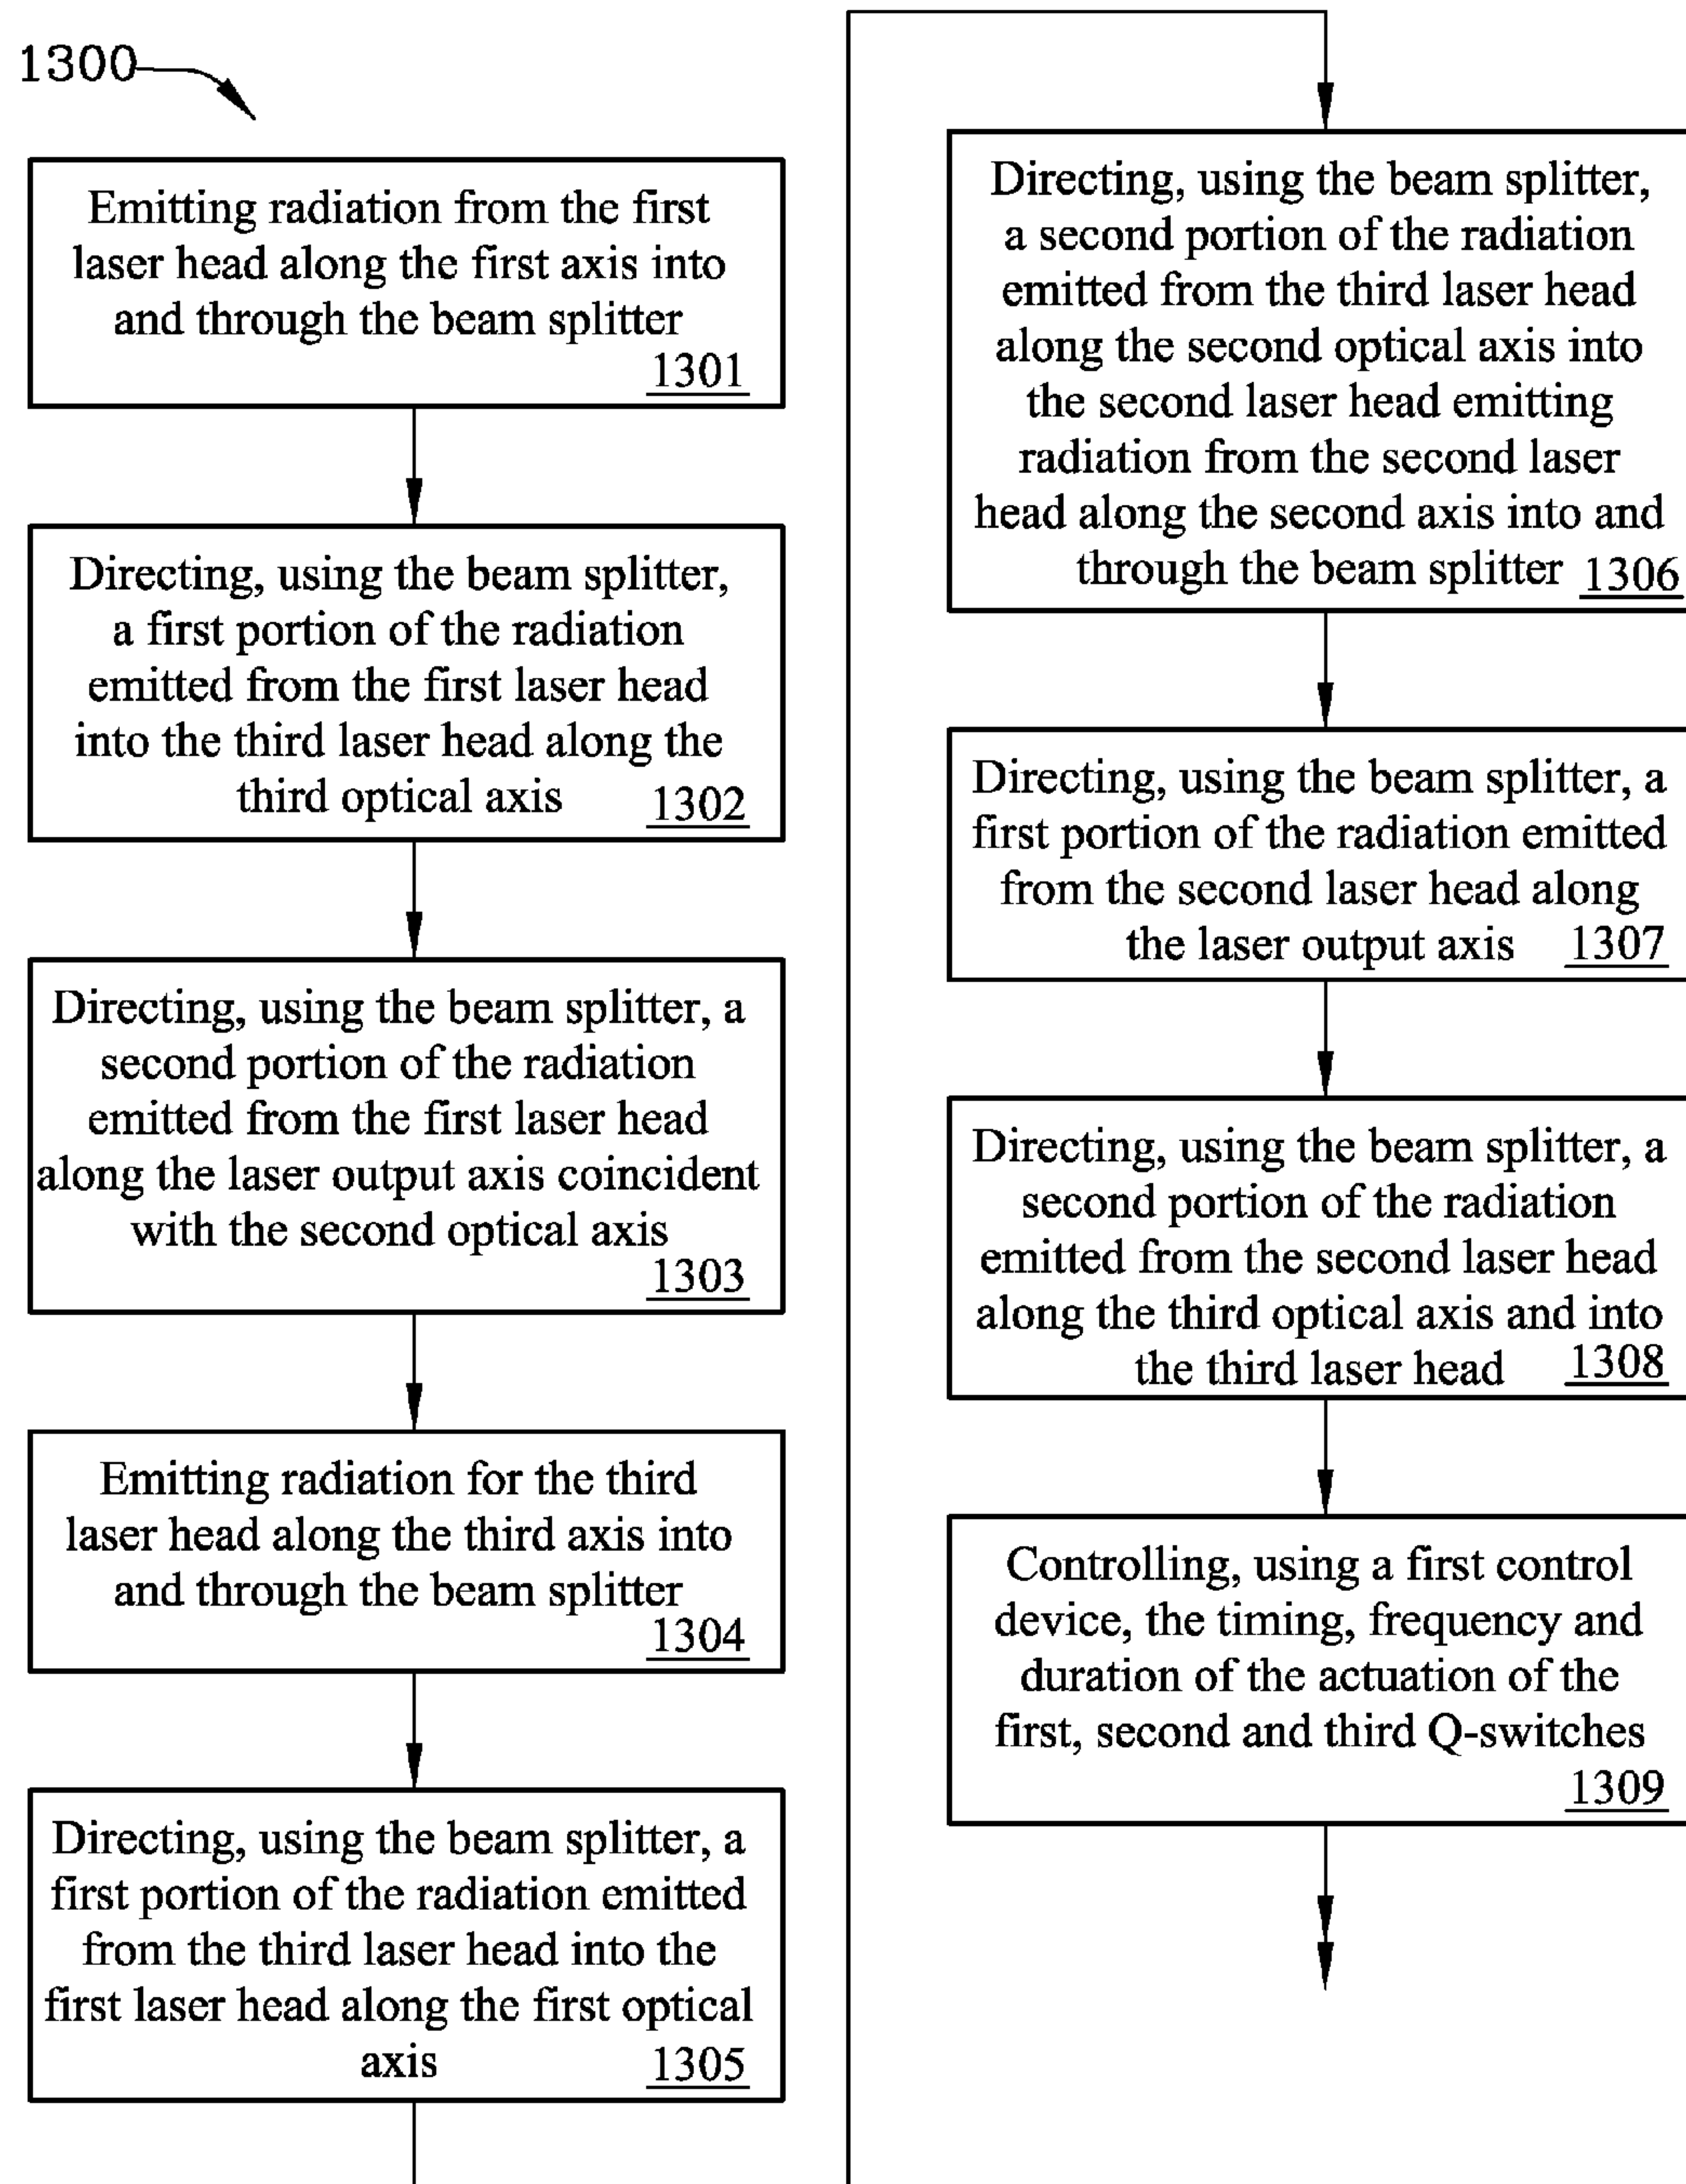 1300
Emitting radiation from the first
laser head along the first axis into
and through the beam splitter
1301
Directing, using the beam splitter,
a first portion of the radiation
emitted from the first laser head
into the third laser head along the
third optical axis 1302
Directing, using the beam splitter, a
second portion of the radiation
emitted from the first laser head
along the laser output axis coincident
with the second optical axis
1303
Emitting radiation for the third
laser head along the third axis into
and through the beam splitter
1304
Directing, using the beam splitter, a
first portion of the radiation emitted
from the third laser head into the
first laser head along the first optical
axis 1305
Directing, using the beam splitter,
a second portion of the radiation
emitted from the third laser head
along the second optical axis into
the second laser head emitting
radiation from the second laser
head along the second axis into and
through the beam splitter 1306
Directing, using the beam splitter, a
first portion of the radiation emitted
from the second laser head along
the laser output axis 1307
Directing, using the beam splitter, a
second portion of the radiation
emitted from the second laser head
along the third optical axis and into
the third laser head 1308
Controlling, using a first control
device, the timing, frequency and
duration of the actuation of the
first, second and third Q-switches
1309